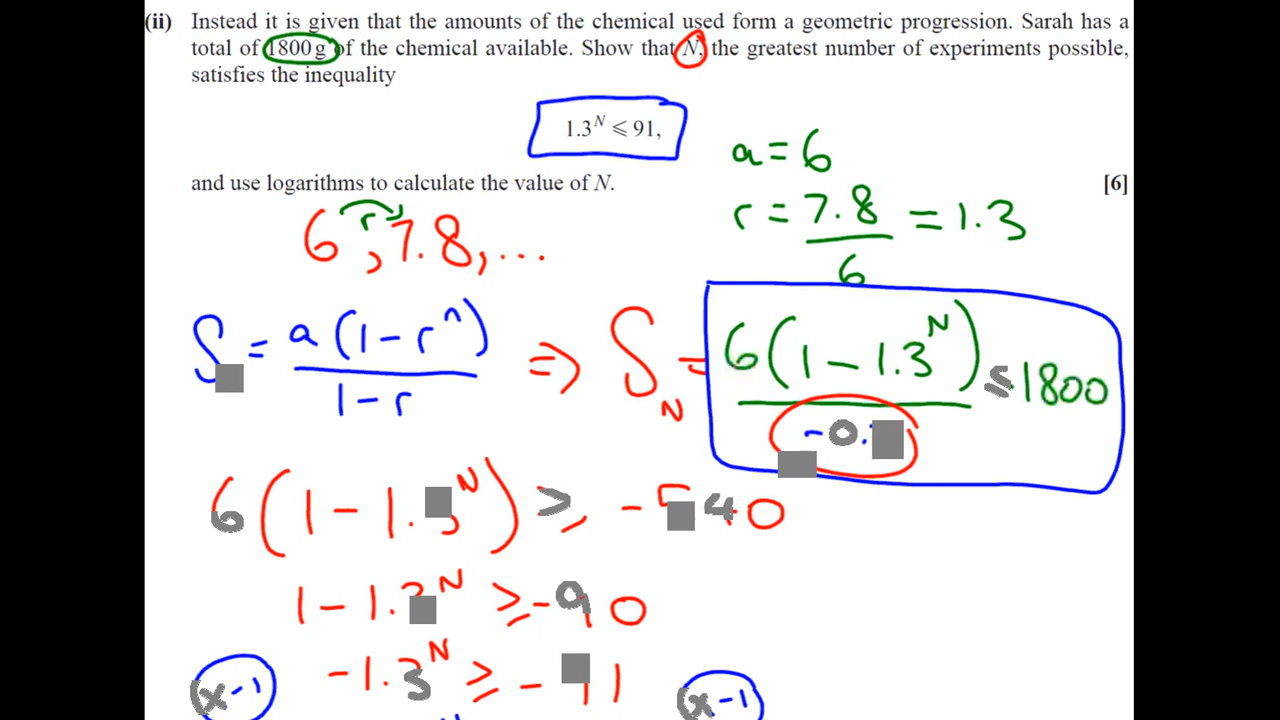 (ii) Instead it is given that the amounts of the chemical used form a geometric progression. Sarah has a
total of 1800 g of the chemical available. Show that N, the greatest number of experiments possible,
satisfies the inequality
1.3^N ⩽ 91,
and use logarithms to calculate the value of N. [6]
a = 6
r = 7.8/6 = 1.3
6, 7.8, ...
r
S = a(1-r^n)/1-r => S_N = 6(1-1.3^N)/-0. ≤ 1800
6(1-1. ^N) ≥ - 40
1-1. ^N ≥ -90
-1.3^N ≥ - 1
x-1 x-1